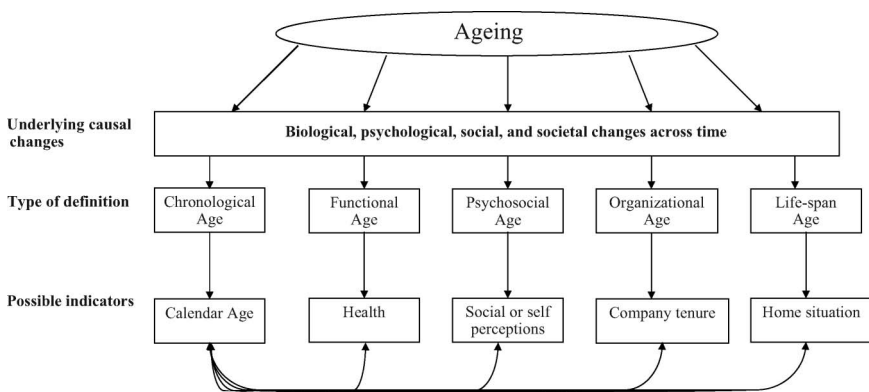 Ageing
Underlying causal
changes
Biological, psychological, social, and societal changes across time
Type of definition
Chronological
Age
Functional
Age
Psychosocial
Age
Organizational
Age
Life-span
Age
Possible indicators
Calendar Age
Health
Social or self
perceptions
Company tenure
Home situation